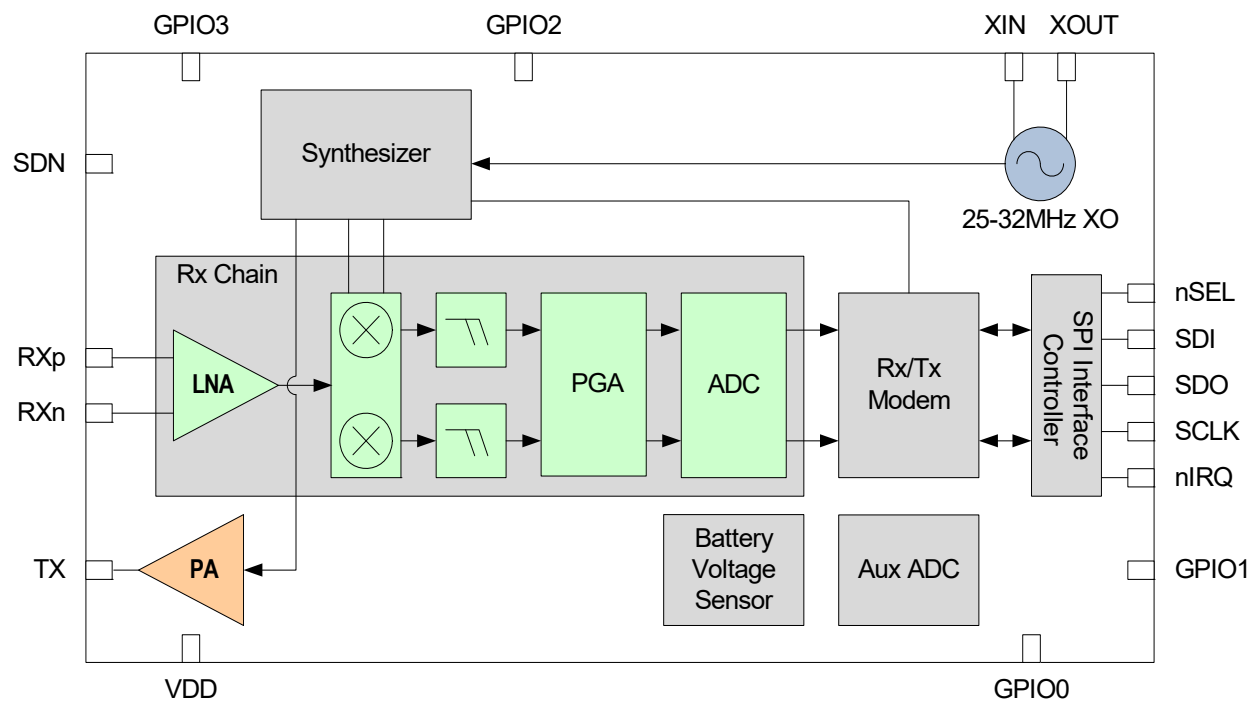 GPIO3
GPIO2
XIN
XOUT
SDN
Synthesizer
25-32MHz XO
Rx Chain
RXp
RXn
LNA
PGA
ADC
Rx/Tx
Modem
SPI Interface
Controller
nSEL
SDI
SDO
SCLK
nIRQ
TX
PA
Battery
Voltage
Sensor
Aux ADC
GPIO1
VDD
GPIO0